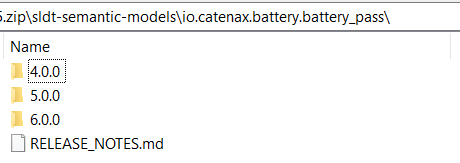 5.zip\sldt-semantic-models\io.catenax.battery.battery_pass\
Name
4.0.0
5.0.0
6.0.0
RELEASE_NOTES.md